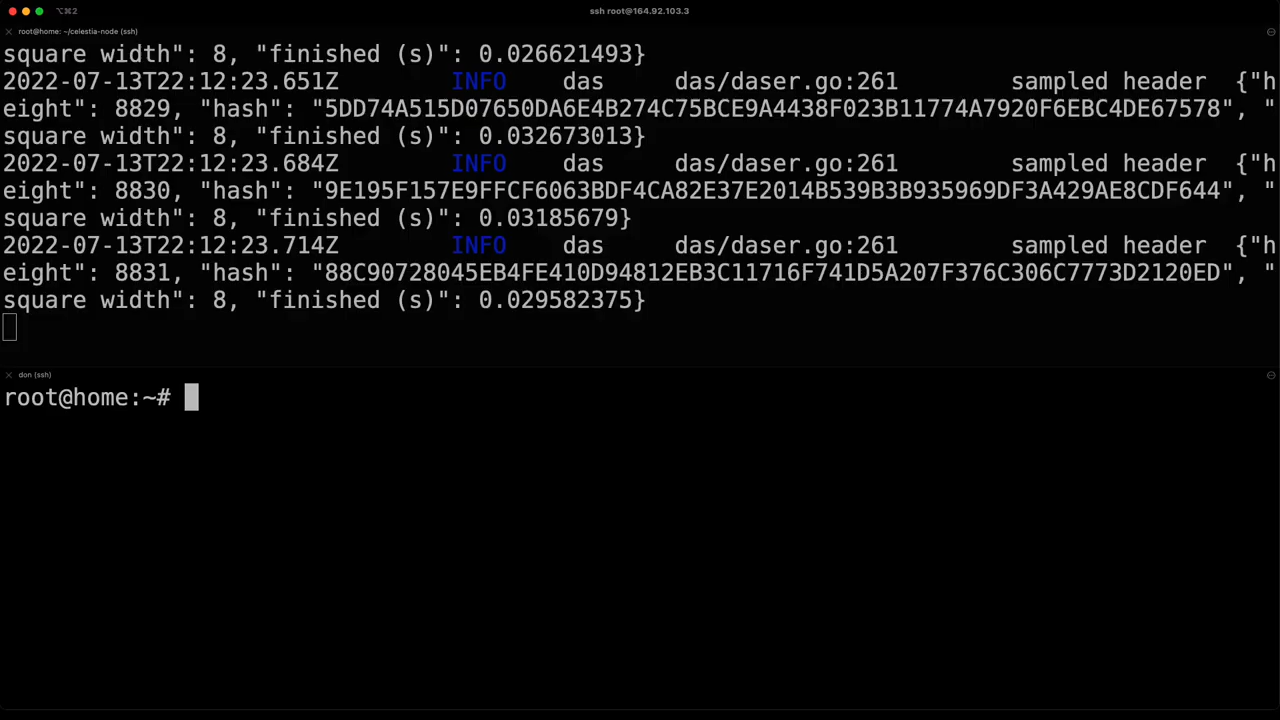 ⌥⌘2
ssh root@164.92.103.3
root@home: ~/celestia-node (ssh)
square width": 8, "finished (s)": 0.026621493}
2022-07-13T22:12:23.651Z INFO das das/daser.go:261 sampled header {"h
eight": 8829, "hash": "5DD74A515D07650DA6E4B274C75BCE9A4438F023B11774A7920F6EBC4DE67578", "
square width": 8, "finished (s)": 0.032673013}
2022-07-13T22:12:23.684Z INFO das das/daser.go:261 sampled header {"h
eight": 8830, "hash": "9E195F157E9FFCF6063BDF4CA82E37E2014B539B3B935969DF3A429AE8CDF644", "
square width": 8, "finished (s)": 0.03185679}
2022-07-13T22:12:23.714Z INFO das das/daser.go:261 sampled header {"h
eight": 8831, "hash": "88C90728045EB4FE410D94812EB3C11716F741D5A207F376C306C7773D2120ED", "
square width": 8, "finished (s)": 0.029582375}
don (ssh)
root@home:~#